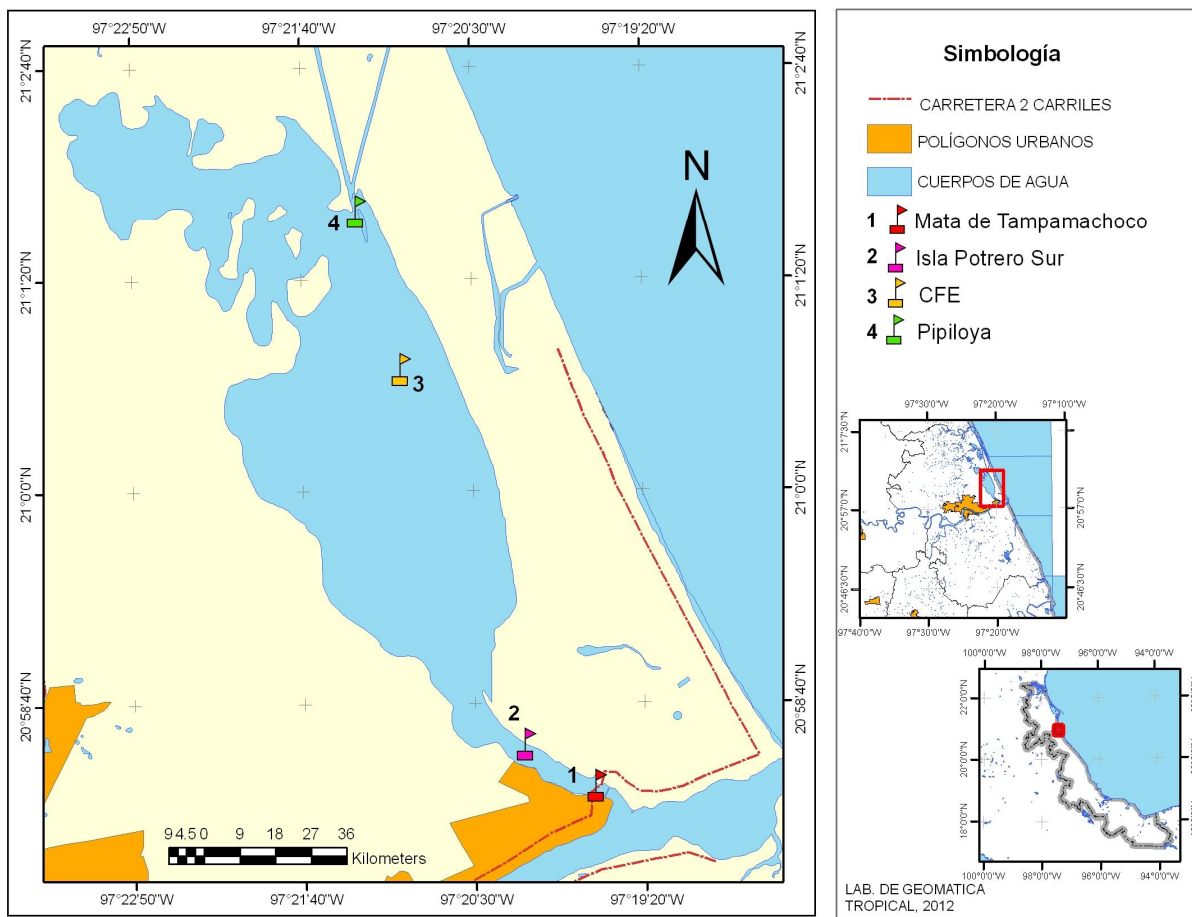 97°22'50"W 97°21'40"W 97°20'30"W 97°19'20"W
21°2'40"N
21°2'40"N
N
4
21°1'20"N
21°1'20"N
3
21°0'0"N
21°0'0"N
20°58'40"N
20°58'40"N
2
1
9 4.5 0 9 18 27 36
Kilometers
97°22'50"W 97°21'40"W 97°20'30"W 97°19'20"W
Simbología
CARRETERA 2 CARRILES
POLÍGONOS URBANOS
CUERPOS DE AGUA
1 Mata de Tampamachoco
2 Isla Potrero Sur
3 CFE
4 Pipiloya
97°30'0"W 97°20'0"W 97°10'0"W
21°7'30"N
20°57'0"N
20°57'0"N
20°46'30"N
20°46'30"N
97°40'0"W 97°30'0"W 97°20'0"W
100°0'0"W 98°0'0"W 96°0'0"W 94°0'0"W
22°0'0"N
20°0'0"N
18°0'0"N
100°0'0"W 98°0'0"W 96°0'0"W 94°0'0"W
LAB. DE GEOMATICA
TROPICAL, 2012